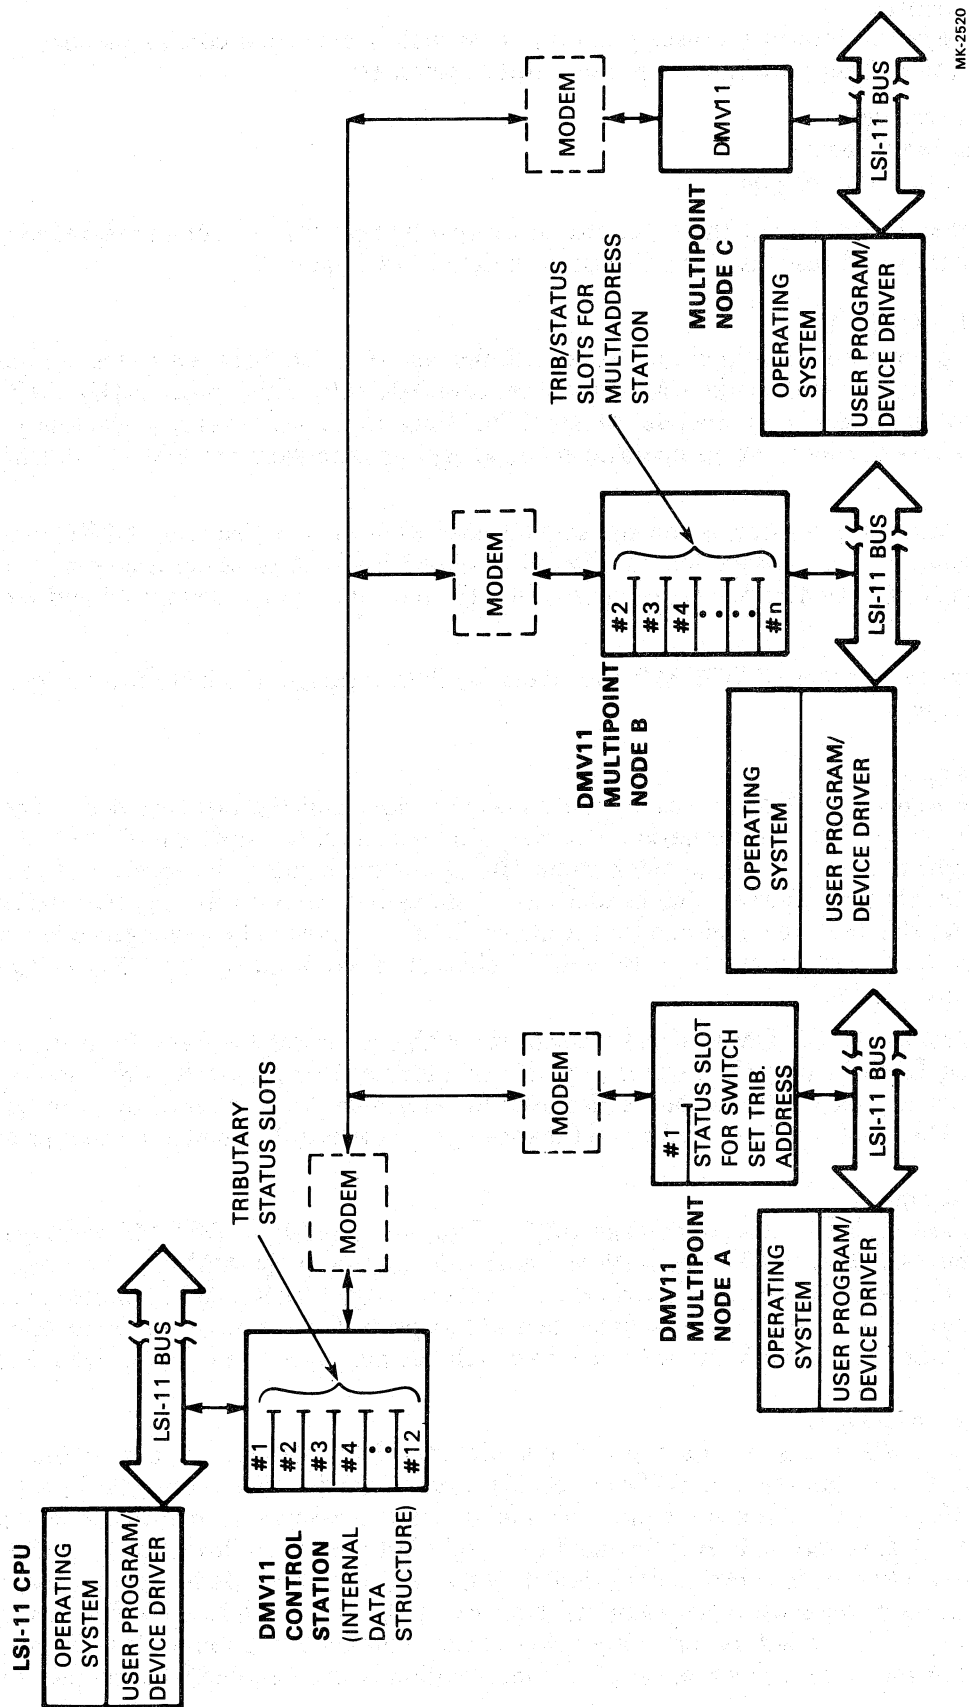 LSI-11 CPU
OPERATING
SYSTEM
USER PROGRAM/
DEVICE DRIVER
LSI-11 BUS
DMV11
CONTROL
STATION
(INTERNAL
DATA
STRUCTURE)
#1
#2
#3
#4
:
#12
TRIBUTARY
STATUS SLOTS
MODEM
MODEM
DMV11
MULTIPOINT
NODE A
#1
STATUS SLOT
FOR SWITCH
SET TRIB.
ADDRESS
LSI-11 BUS
OPERATING
SYSTEM
USER PROGRAM/
DEVICE DRIVER
MODEM
DMV11
MULTIPOINT
NODE B
#2
#3
#4
:
:
#n
TRIB/STATUS
SLOTS FOR
MULTIADDRESS
STATION
LSI-11 BUS
OPERATING
SYSTEM
USER PROGRAM/
DEVICE DRIVER
MODEM
MULTIPOINT
NODE C
DMV11
LSI-11 BUS
OPERATING
SYSTEM
USER PROGRAM/
DEVICE DRIVER
MK-2520